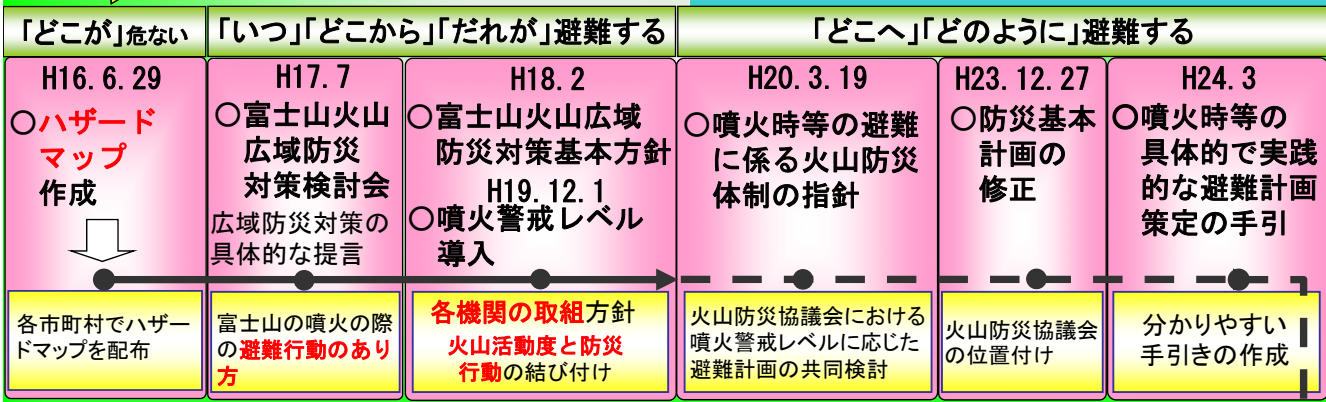 「どこが」危ない
「いつ」「どこから」「だれが」避難する
「どこへ」「どのように」避難する
H16.6.29
○ハザード
マップ
作成
各市町村でハザー
ドマップを配布
H17.7
○富士山火山
広域防災
対策検討会
広域防災対策の
具体的な提言
富士山の噴火の際
の避難行動のあり
方
H18.2
○富士山火山広域
防災対策基本方針
H19.12.1
○噴火警戒レベル
導入
各機関の取組方針
火山活動度と防災
行動の結び付け
H20.3.19
○噴火時等の避難
に係る火山防災
体制の指針
火山防災協議会における
噴火警戒レベルに応じた
避難計画の共同検討
H23.12.27
○防災基本
計画の
修正
火山防災協議会
の位置付け
H24.3
○噴火時等の
具体的で実践
的な避難計画
策定の手引
分かりやすい
手引きの作成